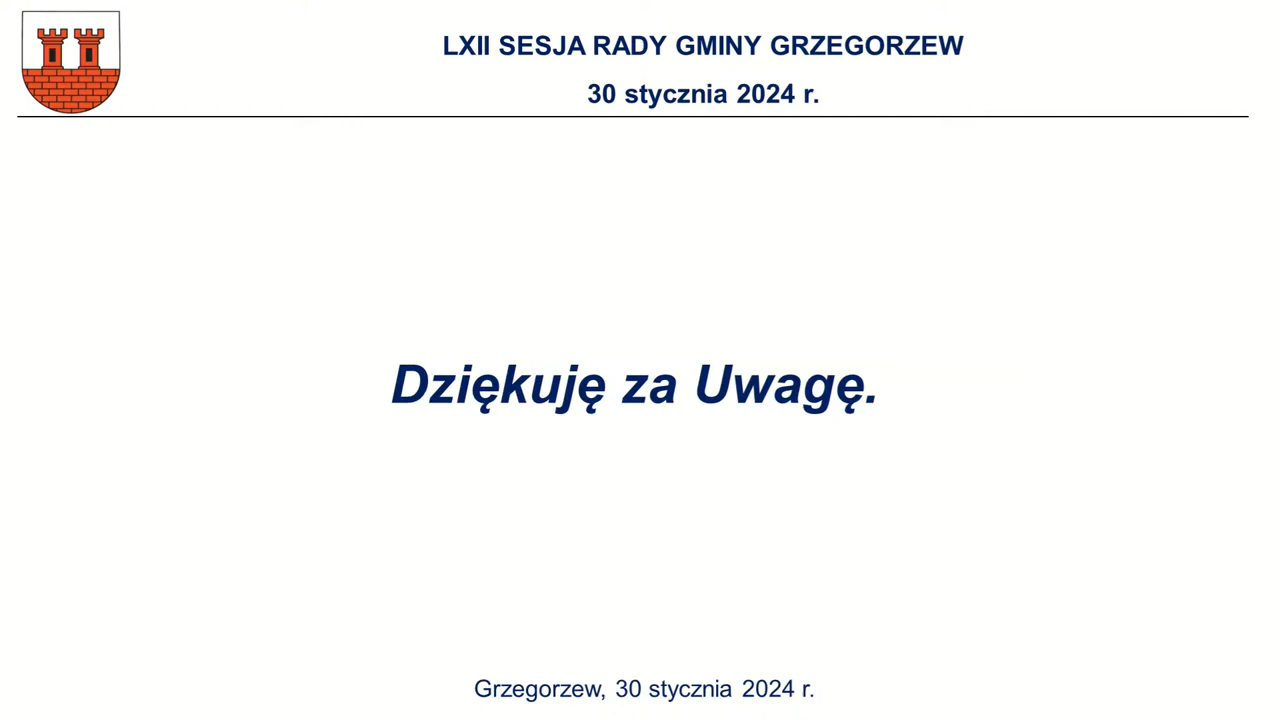 LXII SESJA RADY GMINY GRZEGORZEW
30 stycznia 2024 r.
Dziękuję za Uwagę.
Grzegorzew, 30 stycznia 2024 r.